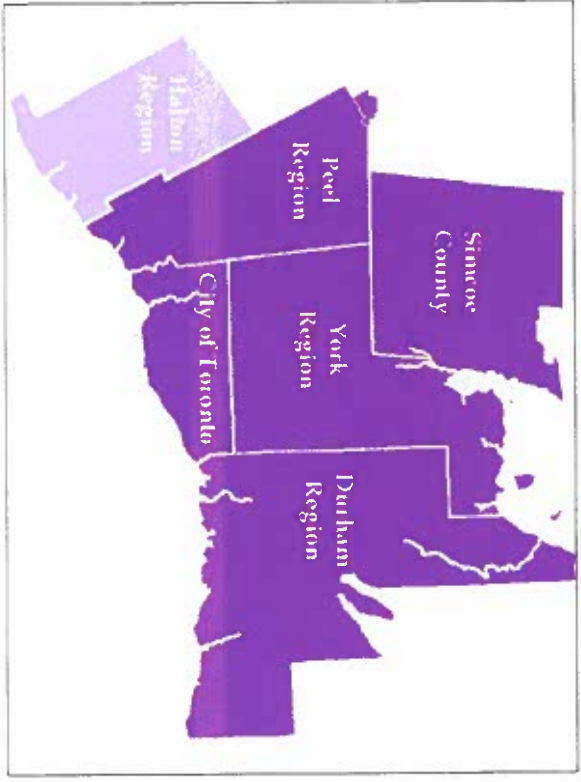 Simcoe
County
Peel
Region
York
Region
Durham
Region
Halton
Region
City of Toronto